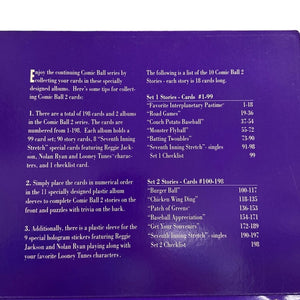 Enjoy the continuing Comic Ball series by
collecting your cards in these specially
designed albums. Here's some tips for collect-
ing Comic Ball 2 cards:
1. There are a total of 198 cards and 2 albums
in the Comic Ball 2 series. The cards are
numbered from 1-198. Each album holds
a 99 card set; 90 story cards, 8 "Seventh Inning
Stretch" special cards featuring Reggie Jack-
son, Nolan Ryan and Looney Tunes charac-
ters, and 1 checklist card.
2. Simply place the cards in numerical order
in the 11 specially designed plastic album
sleeves to complete Comic Ball 2 stories on
the front and puzzles with trivia on the back.
3. Additionally, there is a plastic sleeve for the
9 special hologram stickers featuring Reggie
Jackson and Nolan Ryan playing along with
your favorite Looney Tunes characters.
The following is a list of the 10 Comic Ball 2
Stories - each story is 18 cards long.
Set 1 Stories - Cards #1-99
"Favorite Interplanetary Pastime" 1-18
"Road Games" 19-36
"Couch Potato Baseball" 37-54
"Monster Flyball" 55-72
"Batting Twubbles" 73-90
"Seventh Inning Stretch"- singles 91-98
Set 1 Checklist 99
Set 2 Stories - Cards #100-198
"Burger Ball" 100-117
"Chicken Wing Ding" 118-135
"Patch of Greens" 136-153
"Baseball Appreciation" 154-171
"Get Your Souvenirs" 172-189
"Seventh Inning Stretch"- singles 190-197
Set 2 Checklist 198